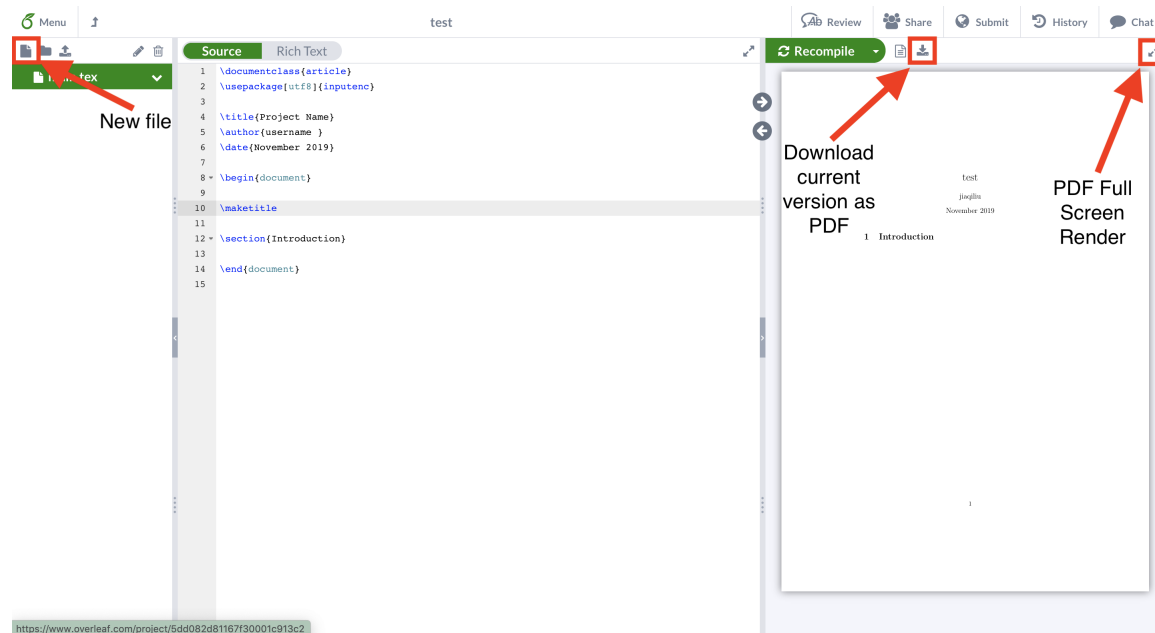 Menu
test
Review
Share
Submit
History
Chat
Source
Rich Text
Recompile
New file
1 \documentclass{article}
2 \usepackage[utf8]{inputenc}
3
4 \title{Project Name}
5 \author{username }
6 \date{November 2019}
7
8 \begin{document}
9
10 \maketitle
11
12 \section{Introduction}
13
14 \end{document}
15
Download
current
version as
PDF
PDF Full
Screen
Render
test
jiaqiliu
November 2019
1 Introduction
1
https://www.overleaf.com/project/5dd082d81167f30001c913c2